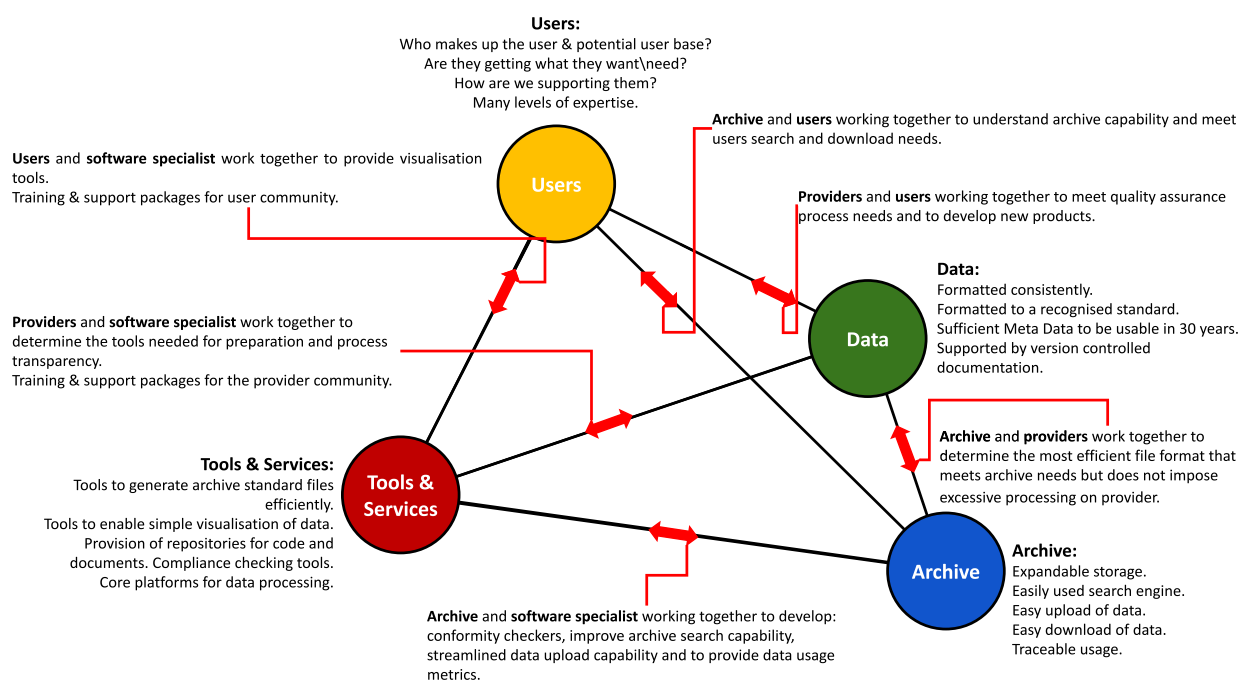 Users:
Who makes up the user & potential user base?
Are they getting what they want\need?
How are we supporting them?
Many levels of expertise.
Archive and users working together to understand archive capability and meet
users search and download needs.
Users and software specialist work together to provide visualisation
tools.
Training & support packages for user community.
Users
Providers and users working together to meet quality assurance
process needs and to develop new products.
Data:
Formatted consistently.
Formatted to a recognised standard.
Sufficient Meta Data to be usable in 30 years.
Supported by version controlled
documentation.
Data
Providers and software specialist work together to
determine the tools needed for preparation and process
transparency.
Training & support packages for the provider community.
Archive and providers work together to
determine the most efficient file format that
meets archive needs but does not impose
excessive processing on provider.
Tools & Services:
Tools to generate archive standard files
efficiently.
Tools to enable simple visualisation of data.
Provision of repositories for code and
documents. Compliance checking tools.
Core platforms for data processing.
Tools &
Services
Archive
Archive:
Expandable storage.
Easily used search engine.
Easy upload of data.
Easy download of data.
Traceable usage.
Archive and software specialist working together to develop:
conformity checkers, improve archive search capability,
streamlined data upload capability and to provide data usage
metrics.